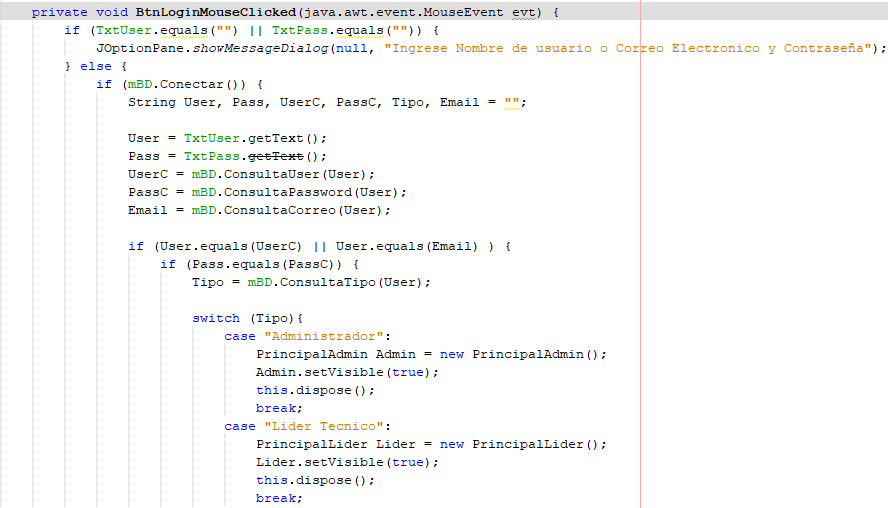 private void BtnLoginMouseClicked(java.awt.event.MouseEvent evt) {
if (TxtUser.equals("") || TxtPass.equals("")) {
JOptionPane.showMessageDialog(null, "Ingrese Nombre de usuario o Correo Electronico y Contraseña");
} else {
if (mBD.Conectar()) {
String User, Pass, UserC, PassC, Tipo, Email = "";
User = TxtUser.getText();
Pass = TxtPass.getText();
UserC = mBD.ConsultaUser(User);
PassC = mBD.ConsultaPassword(User);
Email = mBD.ConsultaCorreo(User);
if (User.equals(UserC) || User.equals(Email) ) {
if (Pass.equals(PassC)) {
Tipo = mBD.ConsultaTipo(User);
switch (Tipo){
case "Administrador":
PrincipalAdmin Admin = new PrincipalAdmin();
Admin.setVisible(true);
this.dispose();
break;
case "Lider Tecnico":
PrincipalLider Lider = new PrincipalLider();
Lider.setVisible(true);
this.dispose();
break;